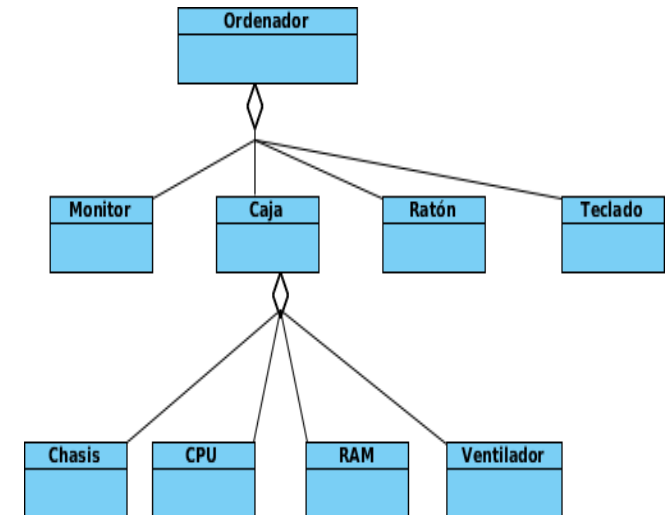 Ordenador
Monitor
Caja
Ratón
Teclado
Chasis
CPU
RAM
Ventilador